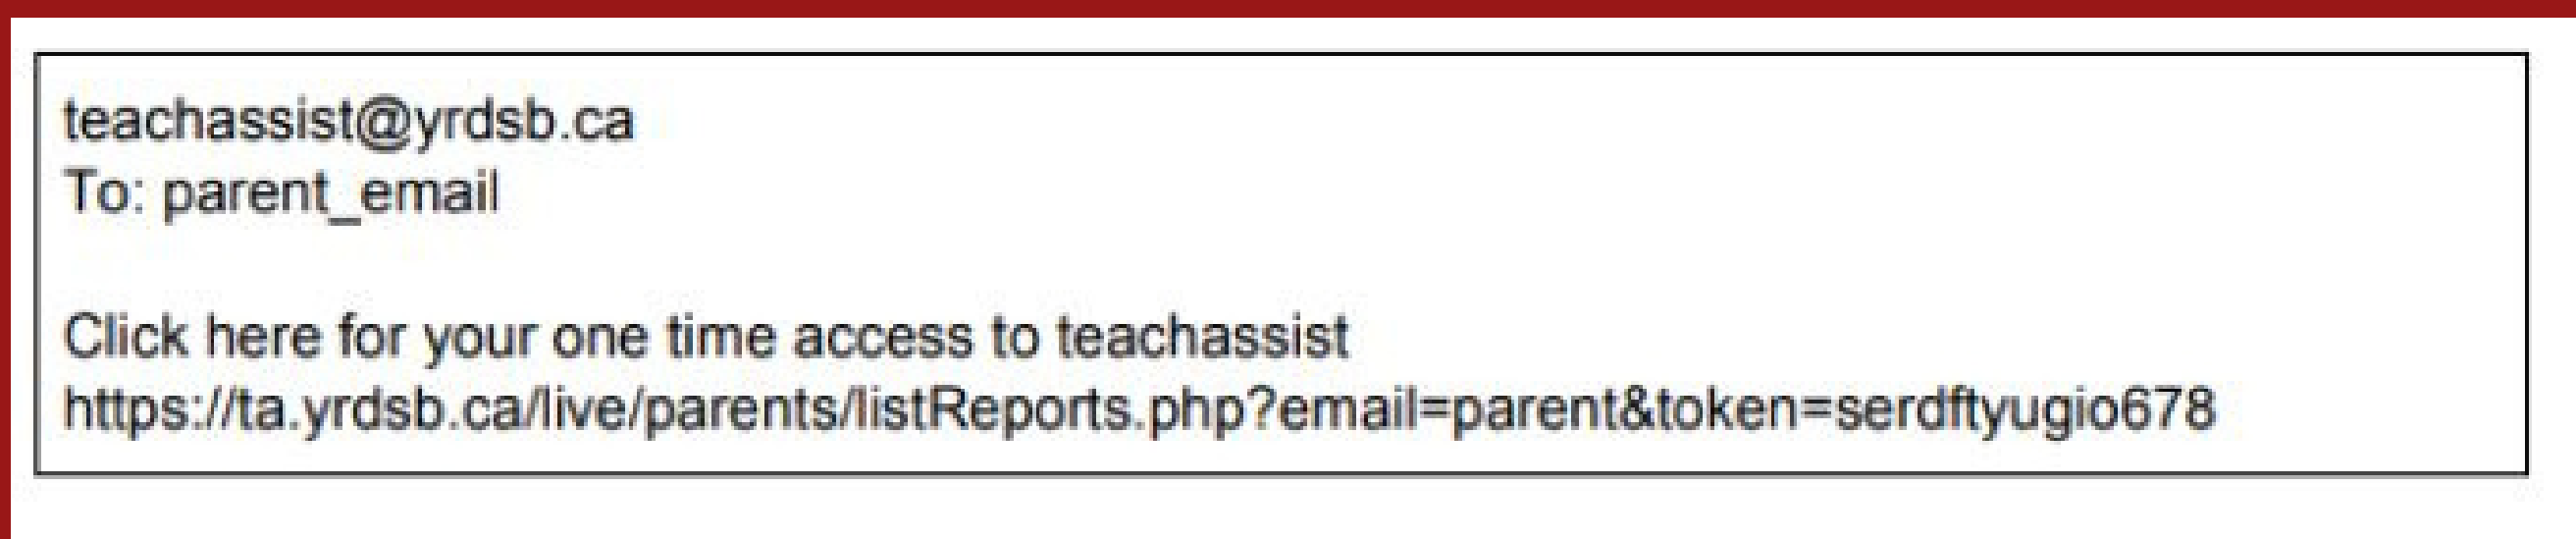 teachassist@yrdsb.ca
To: parent_email
Click here for your one time access to teachassist
https://ta.yrdsb.ca/live/parents/listReports.php?email=parent&token=serdftyugio678